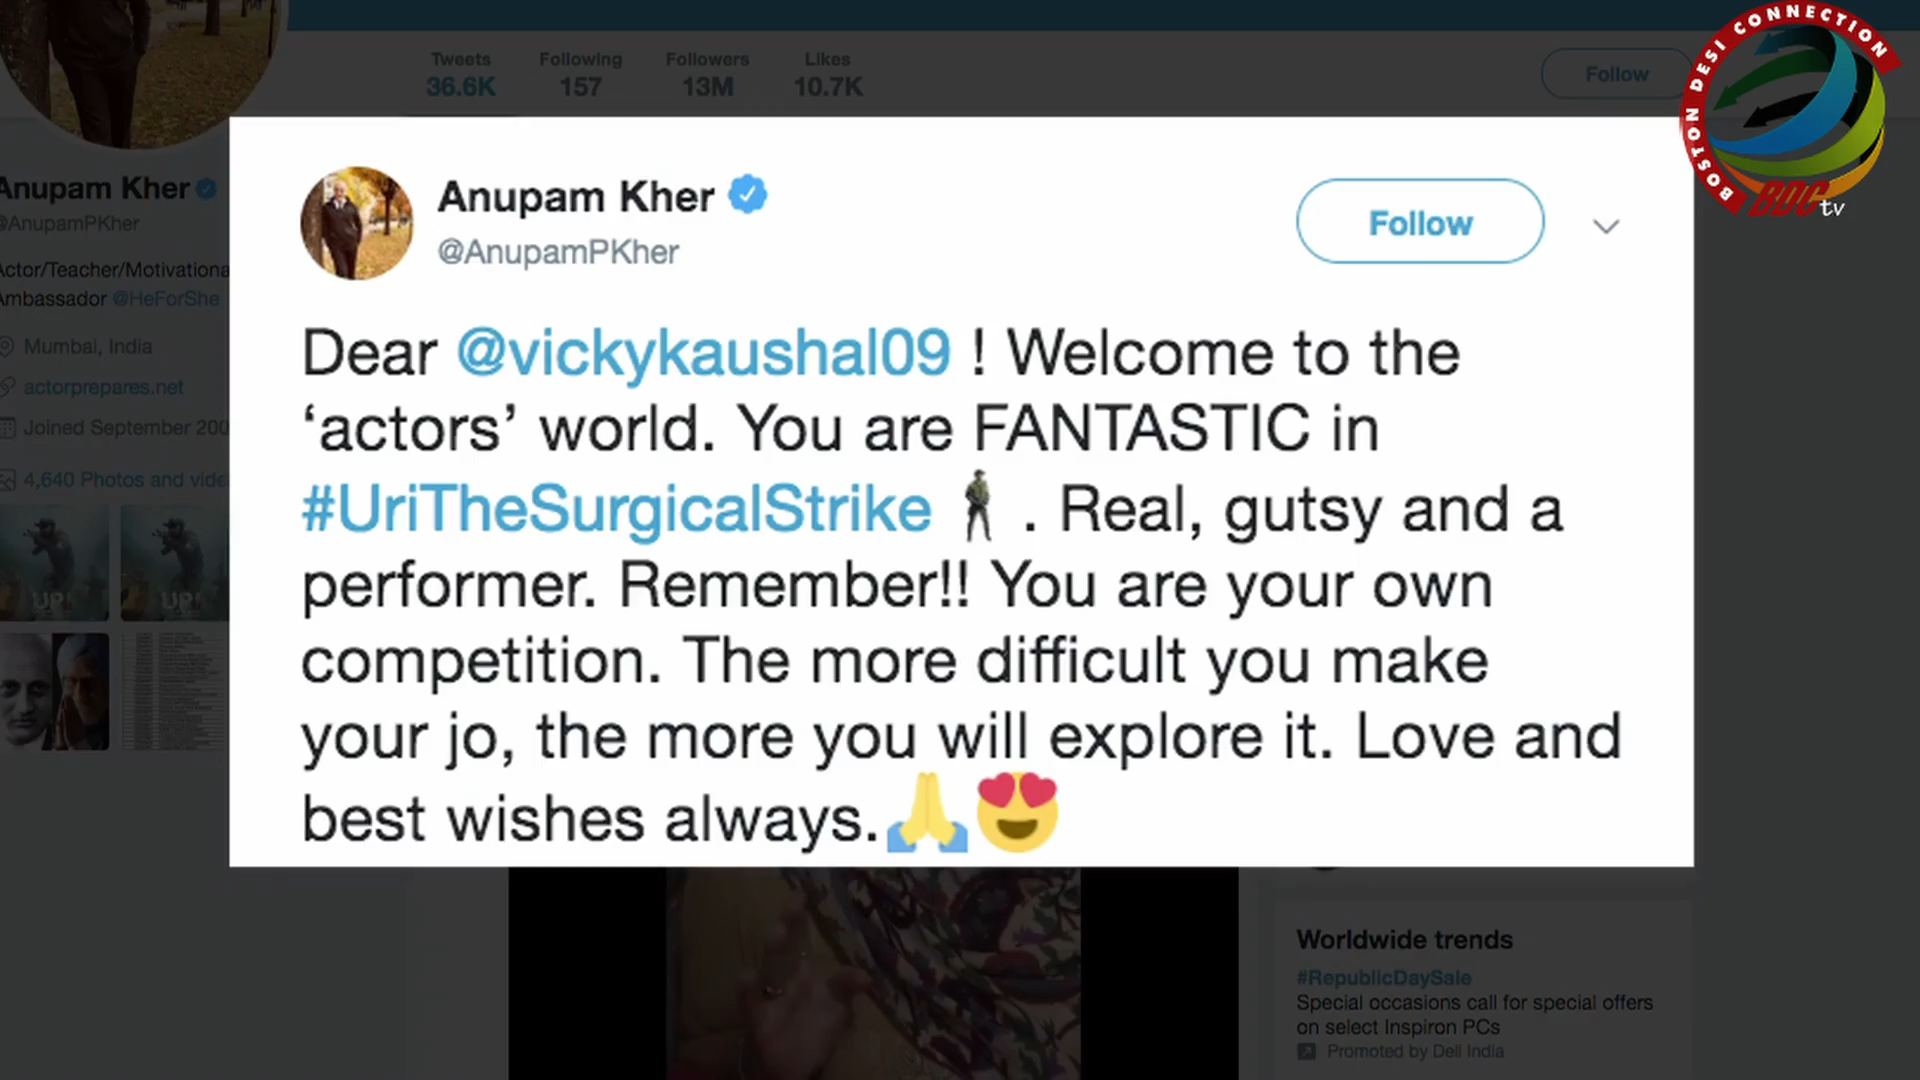 Tweets Following Followers Likes
36.6K 157 13M 10.7K
Follow
BOSTON DESI CONNECTION
BDC tv
Anupam Kher
@AnupamPKher
Actor/Teacher/Motivationa
Ambassador @HeForShe
Mumbai, India
actorprepares.net
Joined September 200
4,640 Photos and vide
Anupam Kher
@AnupamPKher
Follow
Dear @vickykaushal09 ! Welcome to the
‘actors’ world. You are FANTASTIC in
#UriTheSurgicalStrike . Real, gutsy and a
performer. Remember!! You are your own
competition. The more difficult you make
your jo, the more you will explore it. Love and
best wishes always.🙏😍
Worldwide trends
#RepublicDaySale
Special occasions call for special offers
on select Inspiron PCs
Promoted by Dell India